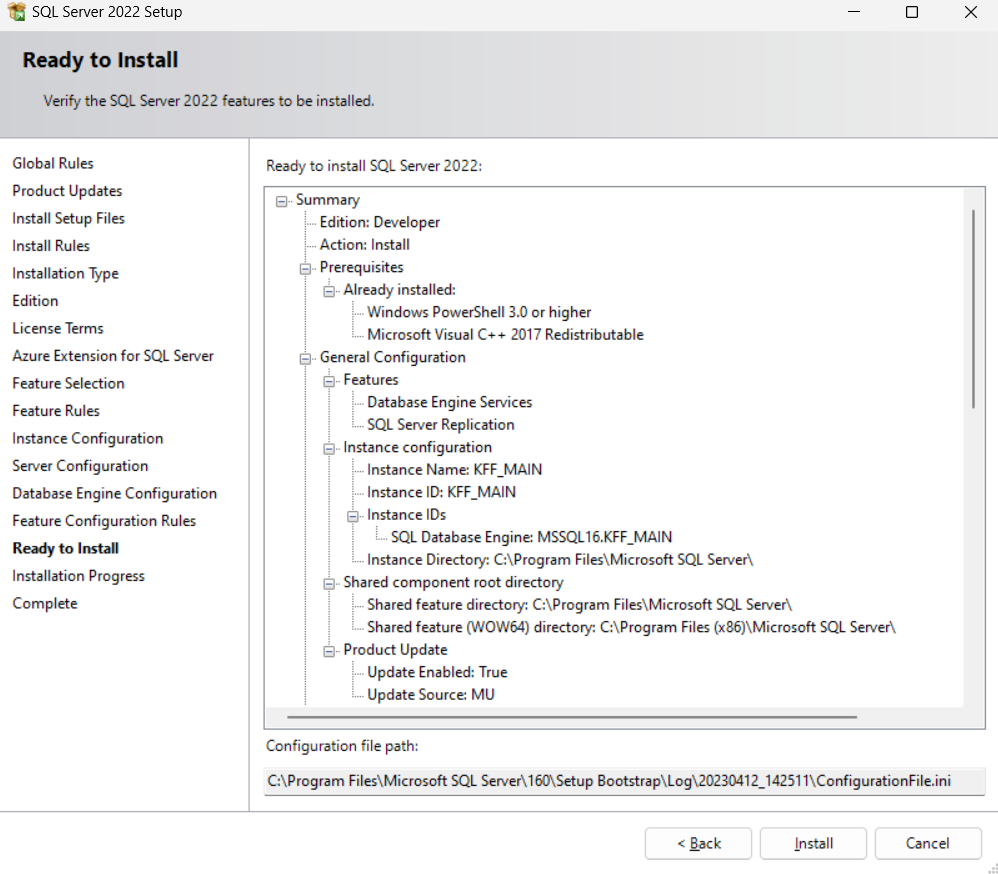 SQL Server 2022 Setup
Ready to Install
Verify the SQL Server 2022 features to be installed.
Global Rules
Product Updates
Install Setup Files
Install Rules
Installation Type
Edition
License Terms
Azure Extension for SQL Server
Feature Selection
Feature Rules
Instance Configuration
Server Configuration
Database Engine Configuration
Feature Configuration Rules
Ready to Install
Installation Progress
Complete
Ready to install SQL Server 2022:
Summary
Edition: Developer
Action: Install
Prerequisites
Already installed:
Windows PowerShell 3.0 or higher
Microsoft Visual C++ 2017 Redistributable
General Configuration
Features
Database Engine Services
SQL Server Replication
Instance configuration
Instance Name: KFF_MAIN
Instance ID: KFF_MAIN
Instance IDs
SQL Database Engine: MSSQL16.KFF_MAIN
Instance Directory: C:\Program Files\Microsoft SQL Server\
Shared component root directory
Shared feature directory: C:\Program Files\Microsoft SQL Server\
Shared feature (WOW64) directory: C:\Program Files (x86)\Microsoft SQL Server\
Product Update
Update Enabled: True
Update Source: MU
Configuration file path:
C:\Program Files\Microsoft SQL Server\160\Setup Bootstrap\Log\20230412_142511\ConfigurationFile.ini
< Back
Install
Cancel